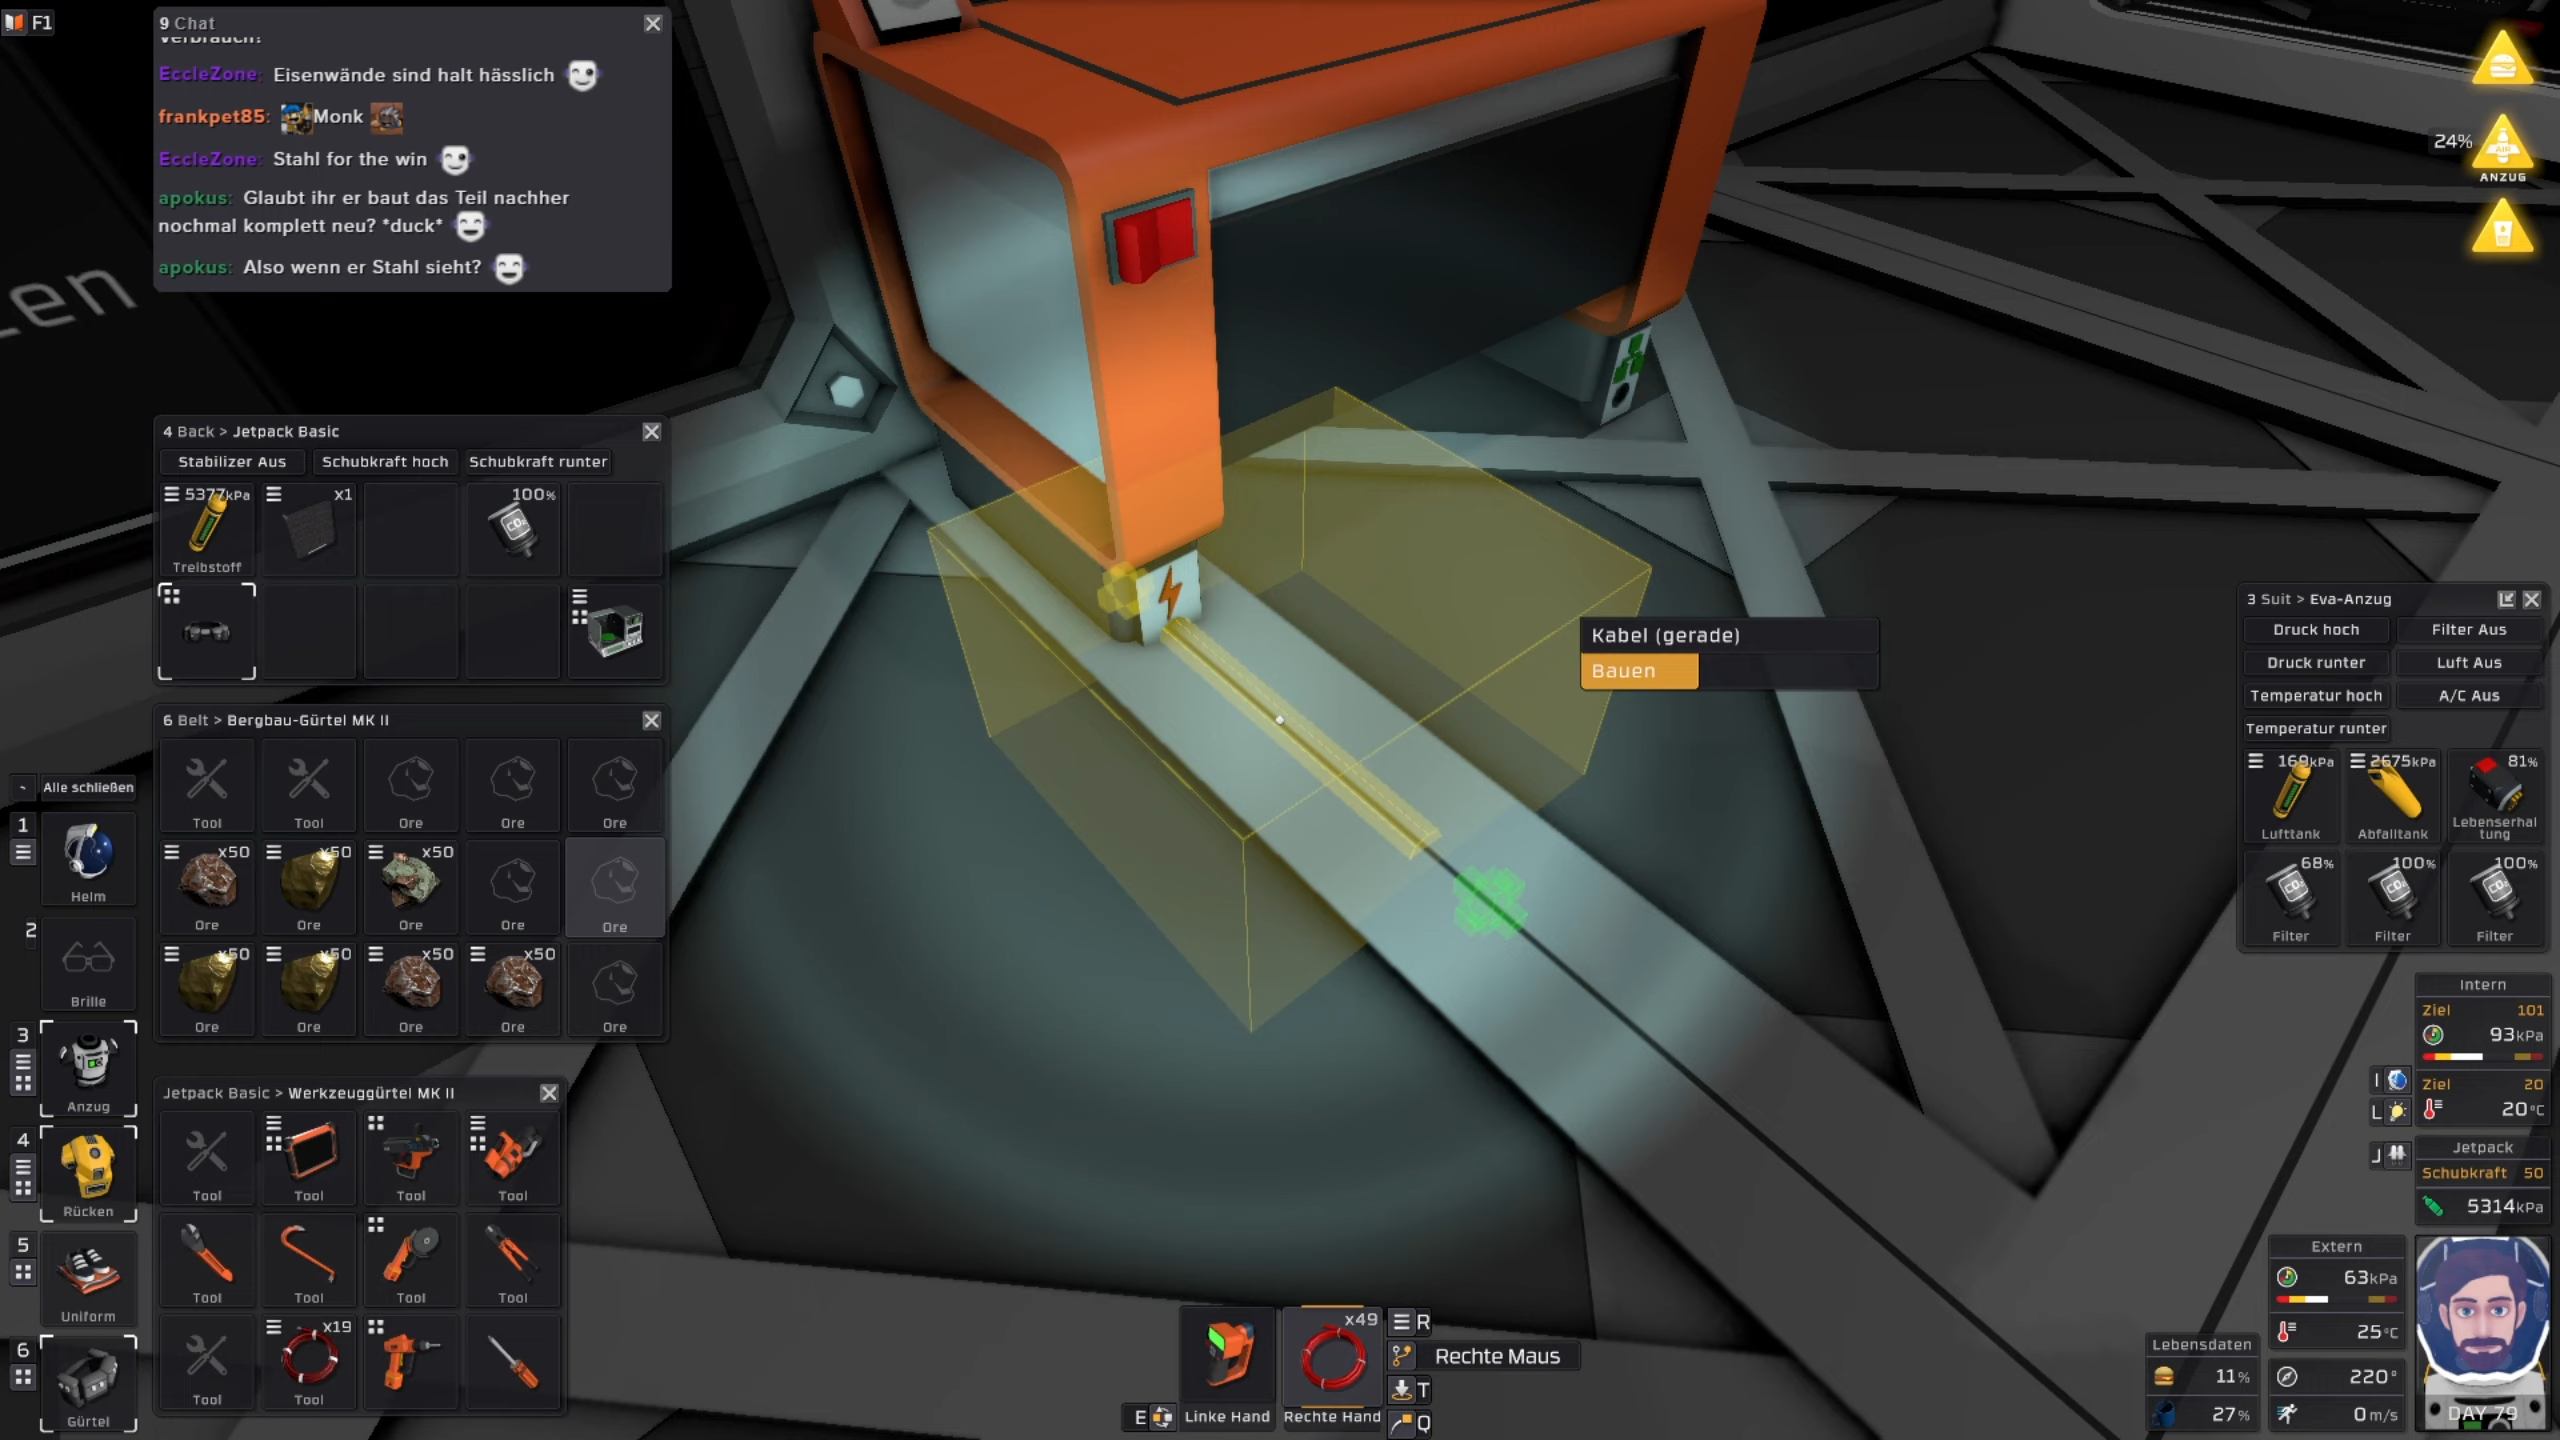 F1
9 Chat
verbrauch!
EccleZone: Eisenwände sind halt hässlich
frankpet85: Monk
EccleZone: Stahl for the win
apokus: Glaubt ihr er baut das Teil nachher
nochmal komplett neu? *duck*
apokus: Also wenn er Stahl sieht?
24%
AIR
ANZUG
4 Back > Jetpack Basic
Stabilizer Aus
Schubkraft hoch
Schubkraft runter
5377kPa
x1
100%
Treibstoff
6 Belt > Bergbau-Gürtel MK II
Tool
Tool
Ore
Ore
Ore
x50
x50
x50
Ore
Ore
Ore
Ore
Ore
x50
x50
x50
x50
Ore
Ore
Ore
Ore
Ore
Jetpack Basic > Werkzeuggürtel MK II
Tool
Tool
Tool
Tool
Tool
Tool
Tool
Tool
x19
Tool
Tool
Alle schließen
1
Helm
2
Brille
3
Anzug
4
Rücken
5
Uniform
6
Gürtel
Kabel (gerade)
Bauen
3 Suit > Eva-Anzug
Druck hoch
Filter Aus
Druck runter
Luft Aus
Temperatur hoch
A/C Aus
Temperatur runter
169kPa
2675kPa
81%
Lufttank
Abfalltank
Lebenserhal
tung
68%
100%
100%
Filter
Filter
Filter
Intern
Ziel 101
93kPa
I
Ziel 20
L
20°C
Jetpack
J
Schubkraft 50
5314kPa
Extern
63kPa
25°C
Lebensdaten
11%
220°
27%
0m/s
DAY 79
x49
R
Rechte Maus
T
E
Linke Hand
Rechte Hand
Q